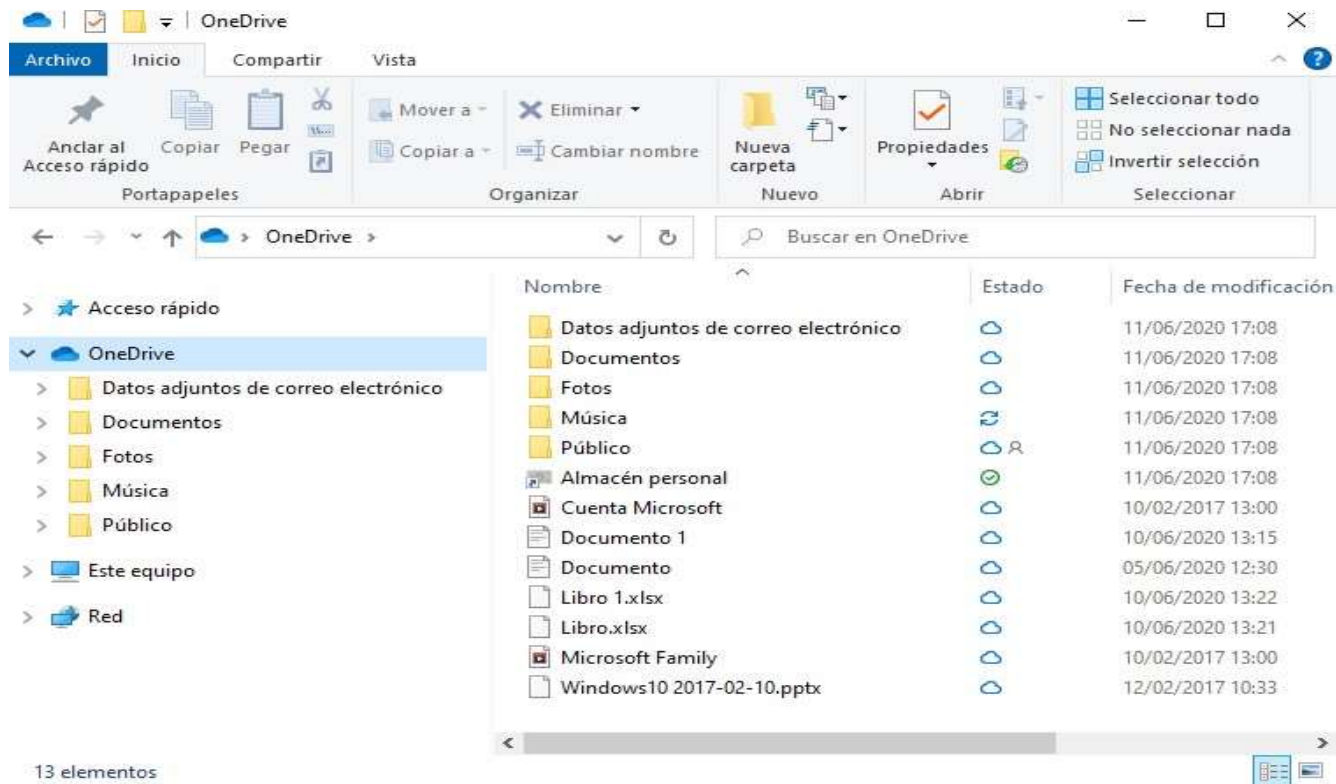 OneDrive
Archivo Inicio Compartir Vista
Anclar al Acceso rápido
Copiar
Pegar
Mover a
Copiar a
Eliminar
Cambiar nombre
Nueva carpeta
Propiedades
Seleccionar todo
No seleccionar nada
Invertir selección
Portapapeles Organizar Nuevo Abrir Seleccionar
OneDrive
Buscar en OneDrive
Acceso rápido
OneDrive
Datos adjuntos de correo electrónico
Documentos
Fotos
Música
Público
Este equipo
Red
Nombre Estado Fecha de modificación
Datos adjuntos de correo electrónico 11/06/2020 17:08
Documentos 11/06/2020 17:08
Fotos 11/06/2020 17:08
Música 11/06/2020 17:08
Público 11/06/2020 17:08
Almacén personal 11/06/2020 17:08
Cuenta Microsoft 10/02/2017 13:00
Documento 1 10/06/2020 13:15
Documento 05/06/2020 12:30
Libro 1.xlsx 10/06/2020 13:22
Libro.xlsx 10/06/2020 13:21
Microsoft Family 10/02/2017 13:00
Windows10 2017-02-10.pptx 12/02/2017 10:33
13 elementos